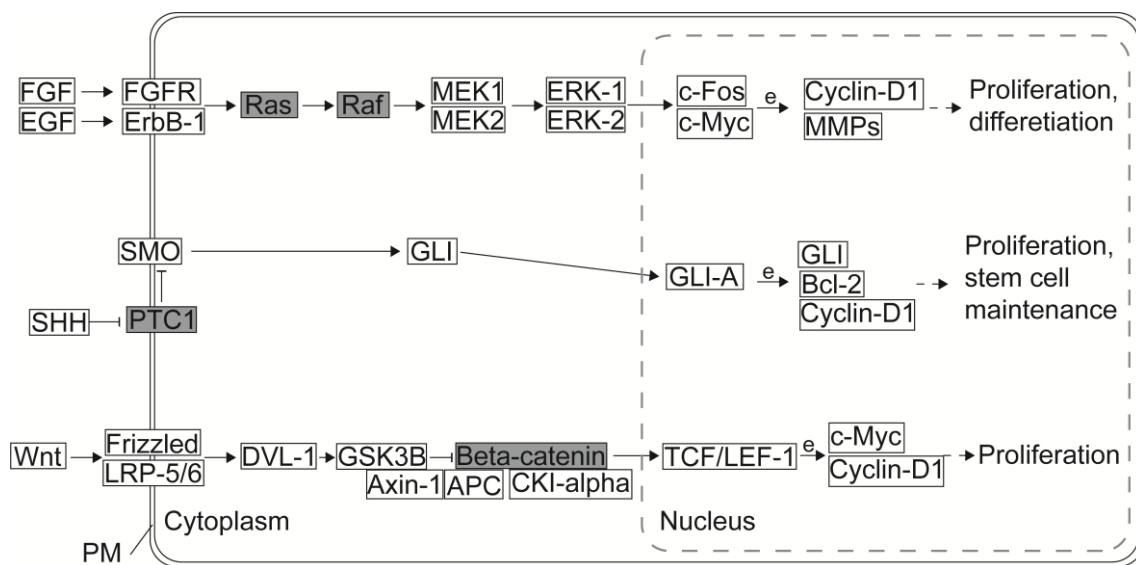 FGF
EGF
FGFR
ErbB-1
Ras
Raf
MEK1
MEK2
ERK-1
ERK-2
c-Fos
c-Myc
e
Cyclin-D1
MMPs
Proliferation,
differetiation
SMO
GLI
GLI-A
e
GLI
Bcl-2
Cyclin-D1
Proliferation,
stem cell
maintenance
SHH
PTC1
Wnt
Frizzled
LRP-5/6
DVL-1
GSK3B
Axin-1
APC
Beta-catenin
CKI-alpha
TCF/LEF-1
e
c-Myc
Cyclin-D1
Proliferation
PM
Cytoplasm
Nucleus